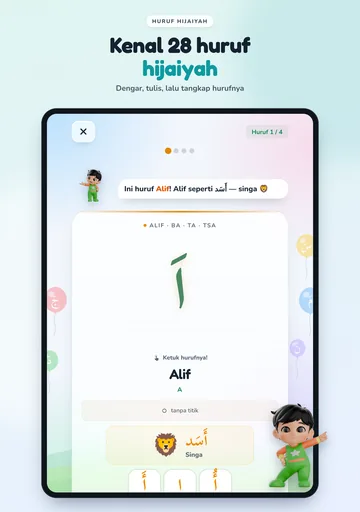 HURUF HIJAIYAH
Kenal 28 huruf
hijaiyah
Dengar, tulis, lalu tangkap hurufnya
Huruf 1 / 4
Ini huruf Alif! Alif seperti أَسَد — singa
ALIF · BA · TA · TSA
أَ
Ketuk hurufnya!
Alif
A
tanpa titik
أَسَد
Singa